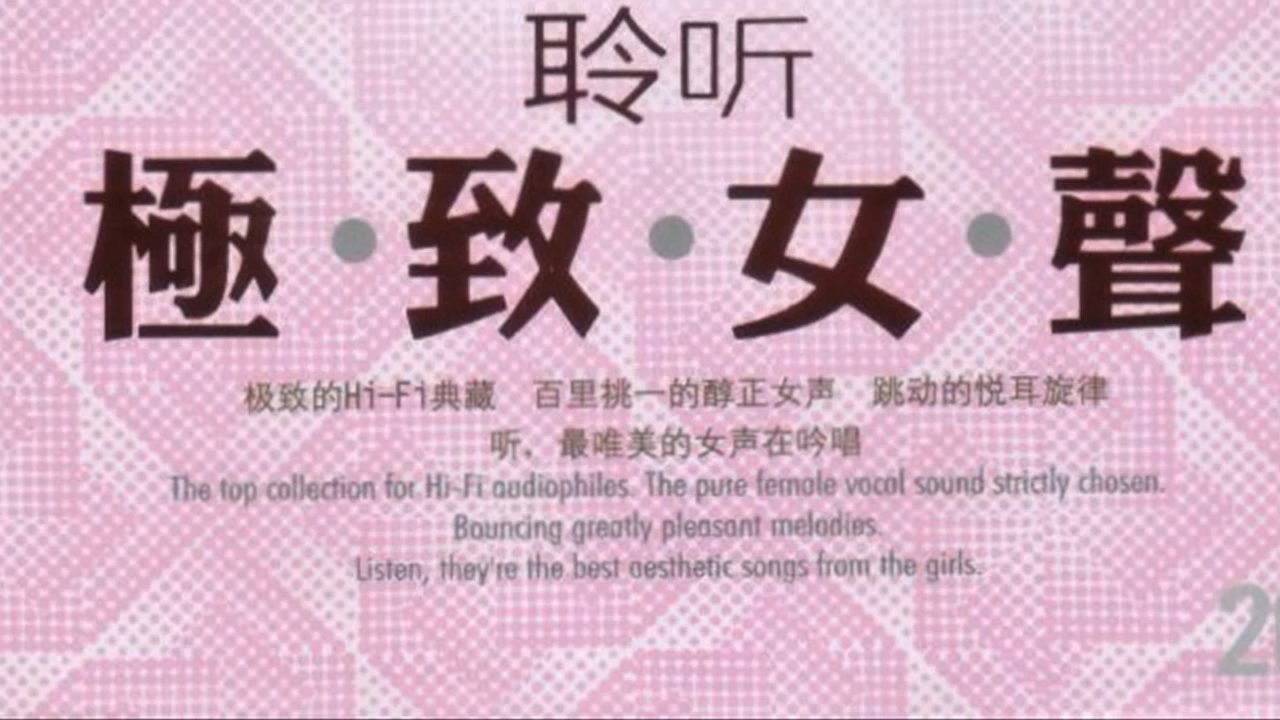 聆听
極·致·女·聲
极致的Hi-Fi典藏 百里挑一的醇正女声 跳动的悦耳旋律
听，最唯美的女声在吟唱
The top collection for Hi-Fi audiophiles. The pure female vocal sound strictly chosen.
Bouncing greatly pleasant melodies.
Listen, they're the best aesthetic songs from the girls.